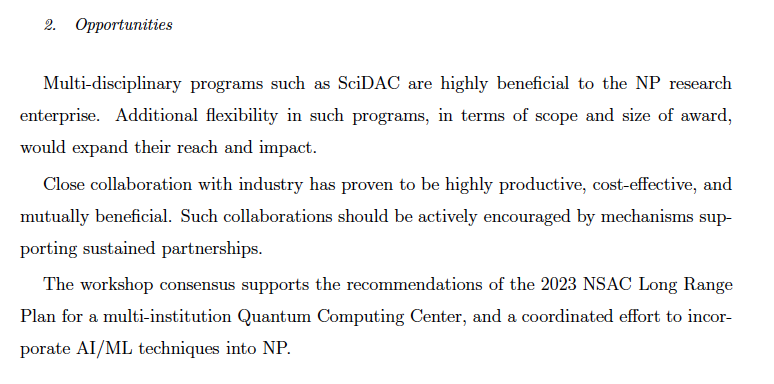 2. Opportunities
Multi-disciplinary programs such as SciDAC are highly beneficial to the NP research
enterprise. Additional flexibility in such programs, in terms of scope and size of award,
would expand their reach and impact.
Close collaboration with industry has proven to be highly productive, cost-effective, and
mutually beneficial. Such collaborations should be actively encouraged by mechanisms sup-
porting sustained partnerships.
The workshop consensus supports the recommendations of the 2023 NSAC Long Range
Plan for a multi-institution Quantum Computing Center, and a coordinated effort to incor-
porate AI/ML techniques into NP.